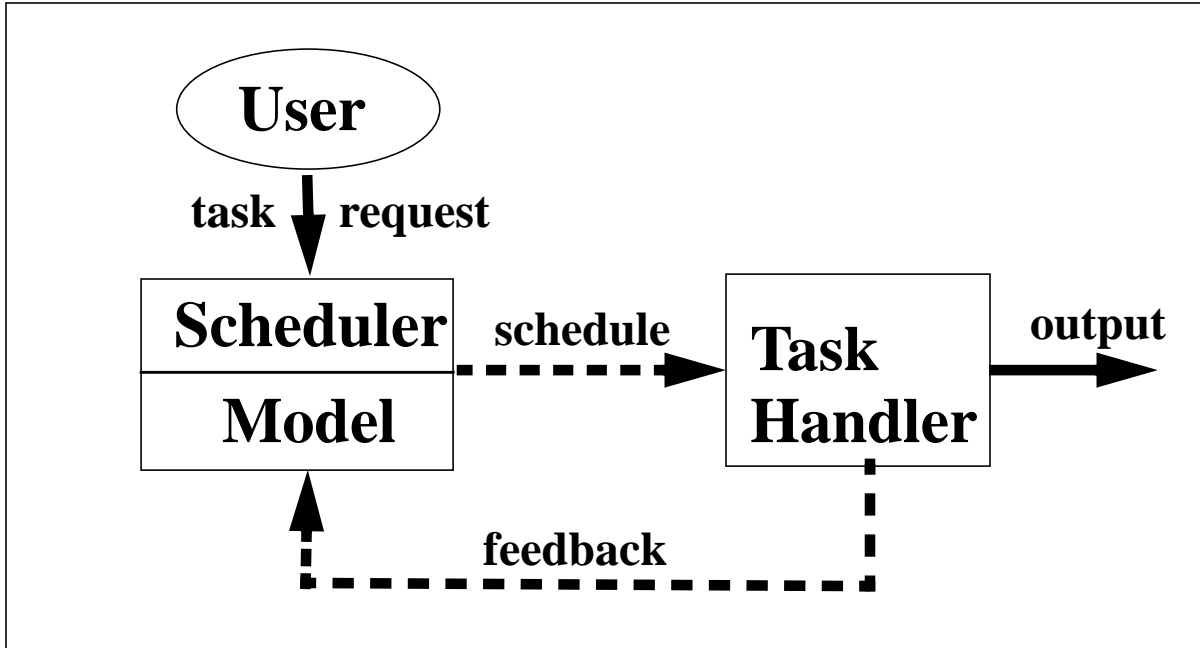 User
task request
Scheduler
schedule
output
Task
Handler
Model
feedback